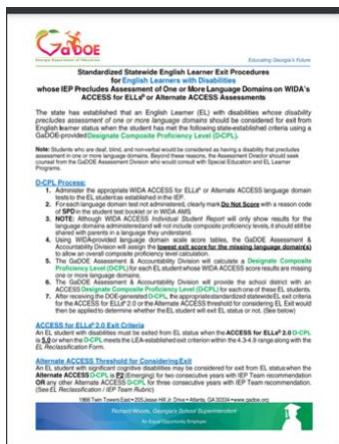 GaDOE
Georgia Department of Education
Educating Georgia's Future
Standardized Statewide English Learner Exit Procedures
for English Learners with Disabilities
whose IEP Precludes Assessment of One or More Language Domains on WIDA's
ACCESS for ELLs® or Alternate ACCESS Assessments
The state has established that an English Learner (EL) with disabilities whose disability
precludes assessment of one or more language domains should be considered for exit from
English learner status when the student has met the following state-established criteria using a
GaDOE-provided Designate Composite Proficiency Level (D-CPL).
Note: Students who are deaf, blind, and/or nonverbal would be considered as having a disability that precludes
assessment in one or more language domains. Beyond these reasons, the Assessment Director should seek
counsel from the GaDOE Assessment Division who would consult with Special Education and EL Learner
Programs.
D-CPL Process:
1. Administer the appropriate WIDA ACCESS for ELLs® or Alternate ACCESS language domain
tests to the EL student as established in the IEP.
2. For each language domain test not administered, clearly mark Do Not Score with a reason code
of SPD in the student test booklet or in WIDA AMS.
3. NOTE: Although WIDA ACCESS Individual Student Report will only show results for the
language domains administered and will not include composite proficiency levels, it should still be
shared with parents in a language they understand.
4. Using WIDA-provided language domain scale score tables, the GaDOE Assessment &
Accountability Division will assign the lowest exit score for the missing language domain(s)
to allow an overall composite proficiency level calculation.
5. The GaDOE Assessment & Accountability Division will calculate a Designate Composite
Proficiency Level (D-CPL) for each EL student whose WIDA ACCESS score results are missing
one or more language domains.
6. The GaDOE Assessment & Accountability Division will provide the school district with an
ACCESS Designate Composite Proficiency Level (D-CPL) for each one of these EL students.
7. After receiving the DOE-generated D-CPL, the appropriate standardized statewide EL exit criteria
for the ACCESS for ELLs® 2.0 or the Alternate ACCESS threshold for considering EL Exit would
then be applied to determine whether the EL student will exit EL status or not. (See below)
ACCESS for ELLs® 2.0 Exit Criteria
An EL student with disabilities must be exited from EL status when the ACCESS for ELLs® 2.0 D-CPL
is 5.0 or when the D-CPL meets the LEA-established exit criterion within the 4.3-4.9 range along with the
EL Reclassification Form.
Alternate ACCESS Threshold for Considering Exit
An EL student with significant cognitive disabilities may be considered for exit from EL status when the
Alternate ACCESS D-CPL is P2 (Emerging) for two consecutive years with IEP Team recommendation
OR any other Alternate ACCESS D-CPL for three consecutive years with IEP Team recommendation.
(See EL Reclassification / IEP Team Rubric)
1966 Twin Towers East • 205 Jesse Hill Jr. Drive • Atlanta, GA 30334 • www.gadoe.org
Richard Woods, Georgia's School Superintendent
An Equal Opportunity Employer